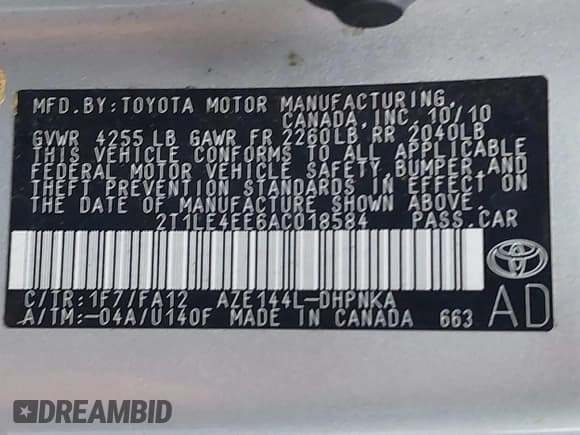 MFD.BY:TOYOTA MOTOR MANUFACTURING,
CANADA,INC. 10/10
GVWR 4255LB GAWR FR 2260LB RR 2040LB
THIS VEHICLE CONFORMS TO ALL APPLICABLE
FEDERAL MOTOR VEHICLE SAFETY,BUMPER,AND
THEFT PREVENTION STANDARDS IN EFFECT ON
THE DATE OF MANUFACTURE SHOWN ABOVE.
2T1LE4EE6AC018584 PASS.CAR
C/TR:1F7/FA12 AZE144L-DHPNKA
A/TM:-04A/U140F MADE IN CANADA 663
AD
DREAMBID